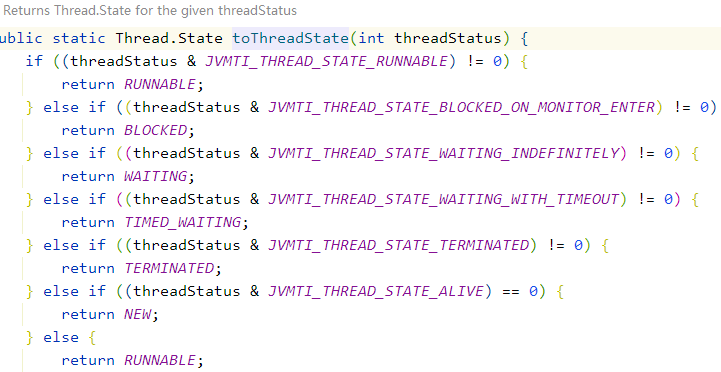 Returns Thread.State for the given threadStatus
ublic static Thread.State toThreadState(int threadStatus) {
if ((threadStatus & JVMTI_THREAD_STATE_RUNNABLE) != 0) {
return RUNNABLE;
} else if ((threadStatus & JVMTI_THREAD_STATE_BLOCKED_ON_MONITOR_ENTER) != 0)
return BLOCKED;
} else if ((threadStatus & JVMTI_THREAD_STATE_WAITING_INDEFINITELY) != 0) {
return WAITING;
} else if ((threadStatus & JVMTI_THREAD_STATE_WAITING_WITH_TIMEOUT) != 0) {
return TIMED_WAITING;
} else if ((threadStatus & JVMTI_THREAD_STATE_TERMINATED) != 0) {
return TERMINATED;
} else if ((threadStatus & JVMTI_THREAD_STATE_ALIVE) == 0) {
return NEW;
} else {
return RUNNABLE;